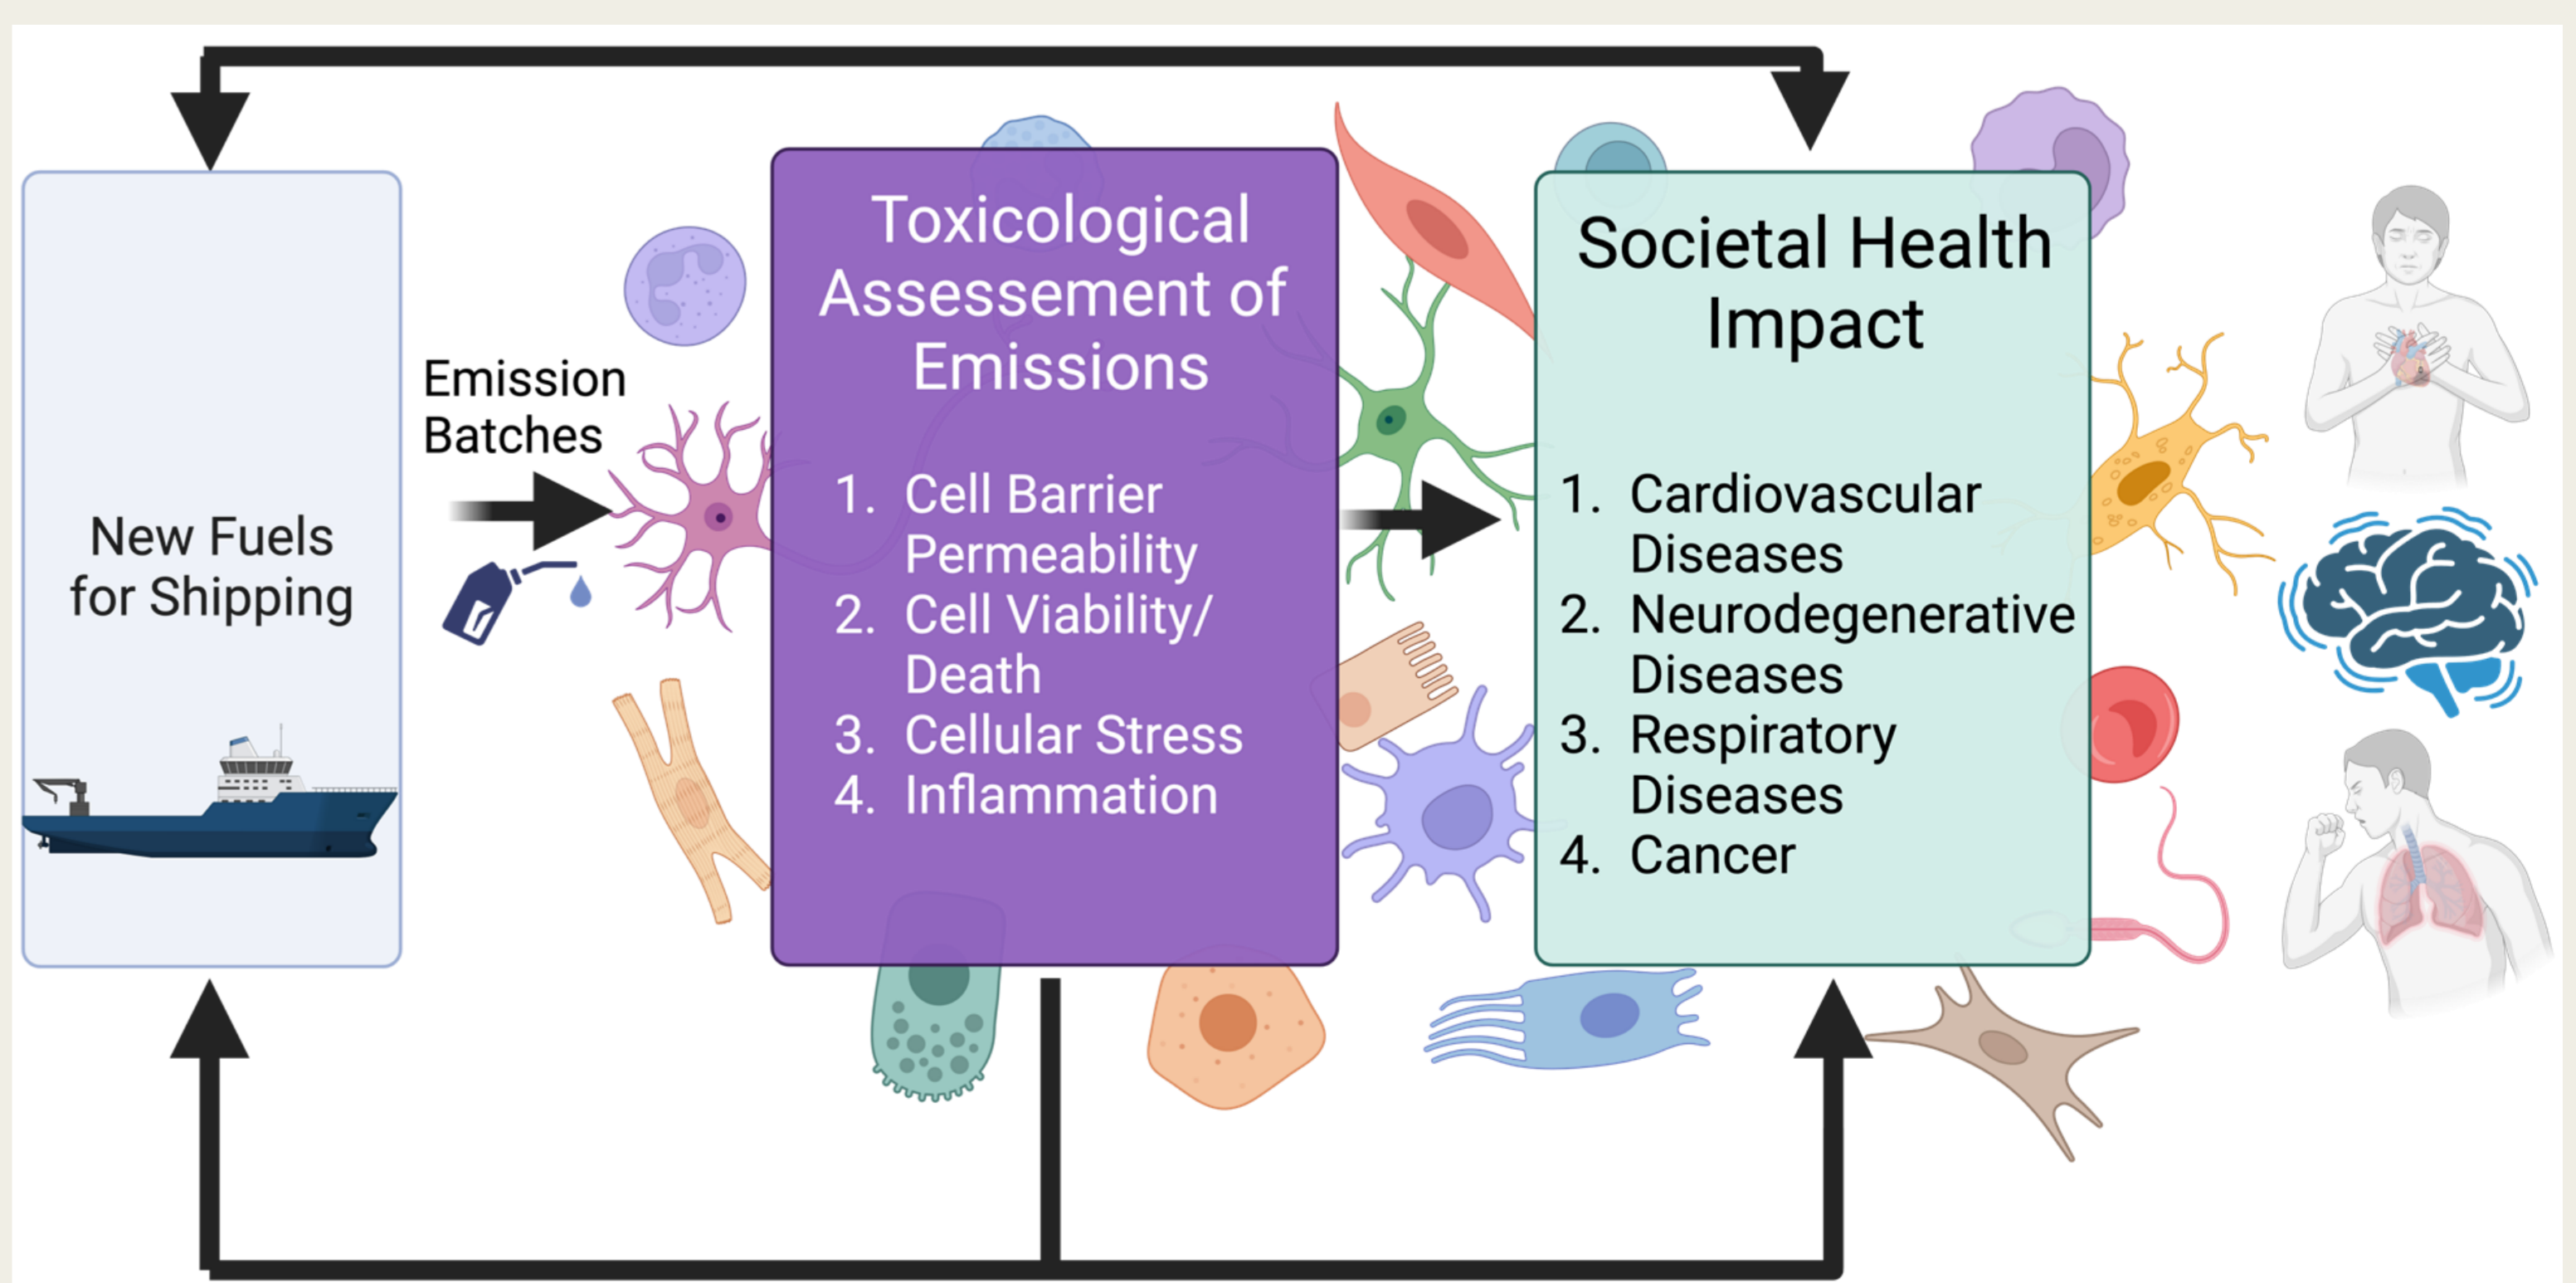 New Fuels
for Shipping
Emission
Batches
Toxicological
Assessement of
Emissions
1. Cell Barrier
Permeability
2. Cell Viability/
Death
3. Cellular Stress
4. Inflammation
Societal Health
Impact
1. Cardiovascular
Diseases
2. Neurodegenerative
Diseases
3. Respiratory
Diseases
4. Cancer